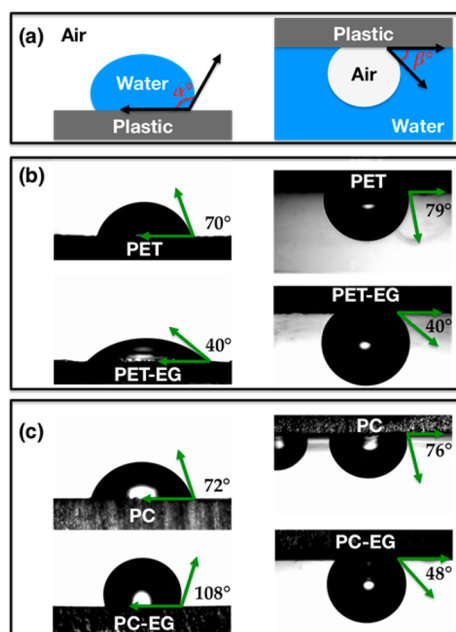 (a)
Air
Water
α°
Plastic
Plastic
Air
β°
Water
(b)
PET
70°
PET
79°
PET-EG
40°
PET-EG
40°
(c)
PC
72°
PC
76°
PC-EG
108°
PC-EG
48°